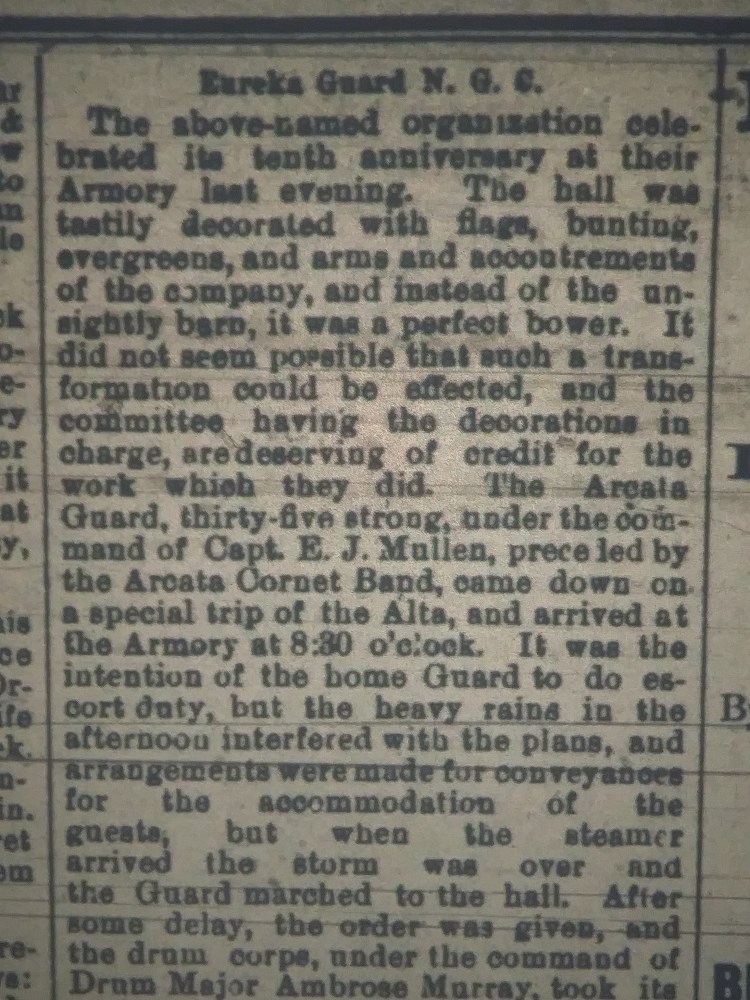 Eureka Guard N. G. C.
The above-named organization cele-
brated its tenth anniversary at their
Armory last evening. The hall was
tastily decorated with flags, bunting,
evergreens, and arms and accoutrements
of the company, and instead of the un-
sightly barn, it was a perfect bower. It
did not seem possible that such a trans-
formation could be effected, and the
committee having the decorations in
charge, are deserving of credit for the
work which they did. The Arcata
Guard, thirty-five strong, under the com-
mand of Capt. E. J. Mullen, prece led by
the Arcata Cornet Band, came down on
a special trip of the Alta, and arrived at
the Armory at 8:30 o'clock. It was the
intention of the home Guard to do es-
cort duty, but the heavy rains in the
afternoon interfered with the plans, and
arrangements were made for conveyances
for the accommodation of the
guests, but when the steamer
arrived the storm was over and
the Guard marched to the hall. After
some delay, the order was given, and
the drum corps, under the command of
Drum Major Ambrose Murray, took its